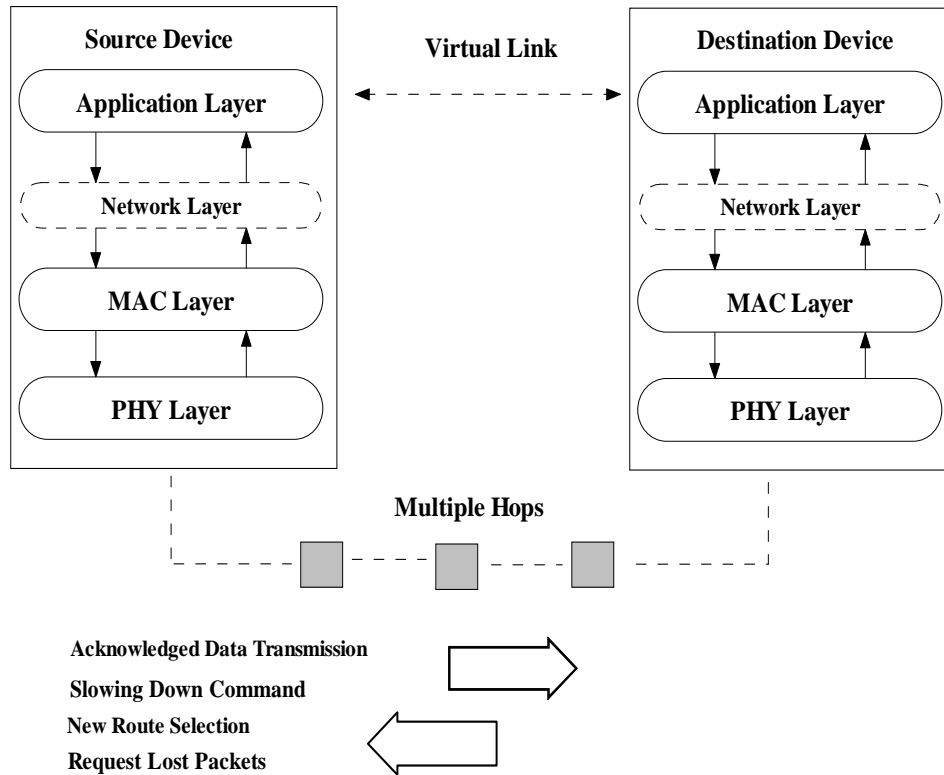 Source Device
Application Layer
Network Layer
MAC Layer
PHY Layer
Virtual Link
Destination Device
Application Layer
Network Layer
MAC Layer
PHY Layer
Multiple Hops
Acknowledged Data Transmission
Slowing Down Command
New Route Selection
Request Lost Packets